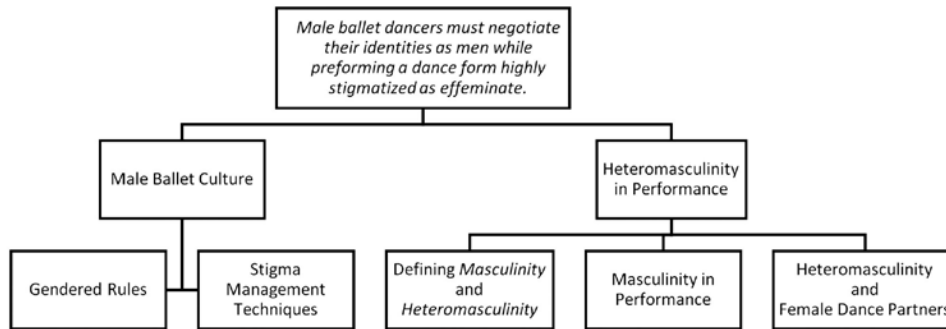 Male ballet dancers must negotiate
their identities as men while
preforming a dance form highly
stigmatized as effeminate.
Male Ballet Culture
Heteromasculinity
in Performance
Gendered Rules
Stigma
Management
Techniques
Defining Masculinity
and
Heteromasculinity
Masculinity in
Performance
Heteromasculinity
and
Female Dance Partners